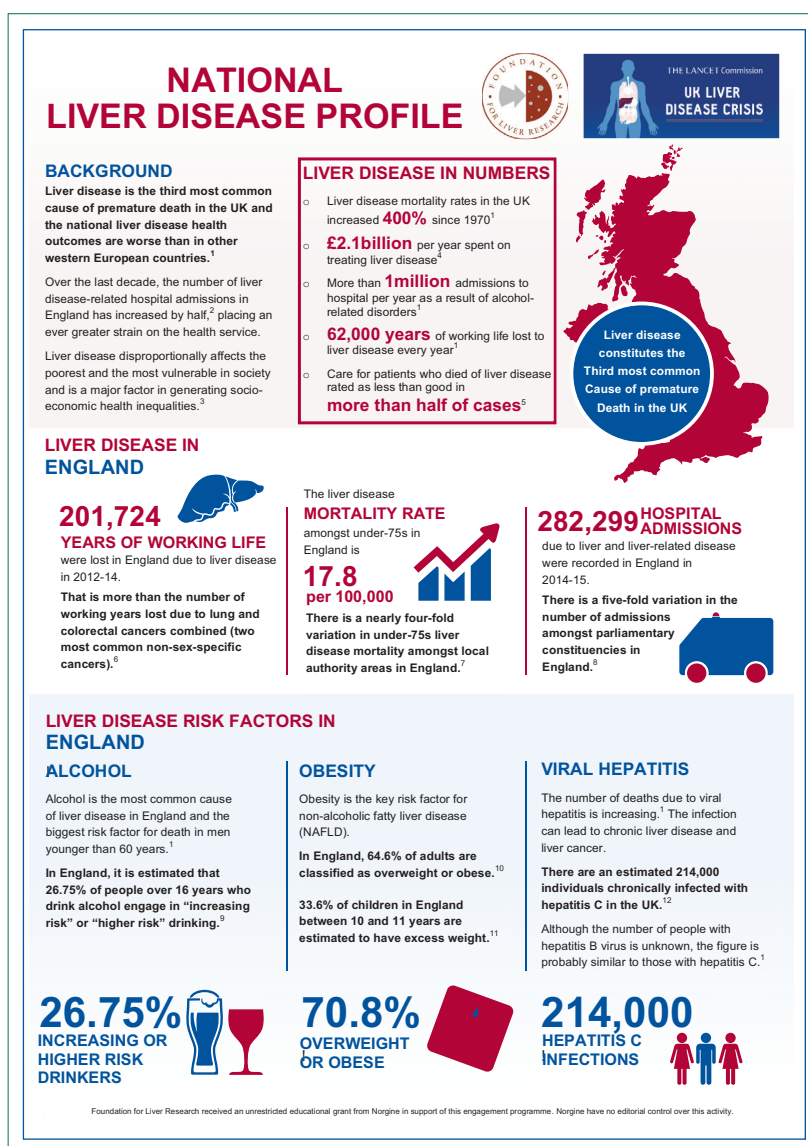 NATIONAL
LIVER DISEASE PROFILE
FOUNDATION
FOR LIVER RESEARCH
THE LANCET Commission
UK LIVER
DISEASE CRISIS
BACKGROUND
Liver disease is the third most common
cause of premature death in the UK and
the national liver disease health
outcomes are worse than in other
western European countries.1
Over the last decade, the number of liver
disease-related hospital admissions in
England has increased by half,2 placing an
ever greater strain on the health service.
Liver disease disproportionally affects the
poorest and the most vulnerable in society
and is a major factor in generating socio-
economic health inequalities.3
LIVER DISEASE IN NUMBERS
○ Liver disease mortality rates in the UK
increased 400% since 19701
○ £2.1billion per year spent on
treating liver disease4
○ More than 1million admissions to
hospital per year as a result of alcohol-
related disorders1
○ 62,000 years of working life lost to
liver disease every year1
○ Care for patients who died of liver disease
rated as less than good in
more than half of cases5
Liver disease
constitutes the
Third most common
Cause of premature
Death in the UK
LIVER DISEASE IN
ENGLAND
201,724
YEARS OF WORKING LIFE
were lost in England due to liver disease
in 2012-14.
That is more than the number of
working years lost due to lung and
colorectal cancers combined (two
most common non-sex-specific
cancers).6
The liver disease
MORTALITY RATE
amongst under-75s in
England is
17.8
per 100,000
There is a nearly four-fold
variation in under-75s liver
disease mortality amongst local
authority areas in England.7
282,299 HOSPITAL
ADMISSIONS
due to liver and liver-related disease
were recorded in England in
2014-15.
There is a five-fold variation in the
number of admissions
amongst parliamentary
constituencies in
England.8
LIVER DISEASE RISK FACTORS IN
ENGLAND
ALCOHOL
Alcohol is the most common cause
of liver disease in England and the
biggest risk factor for death in men
younger than 60 years.1
In England, it is estimated that
26.75% of people over 16 years who
drink alcohol engage in “increasing
risk” or “higher risk” drinking.9
OBESITY
Obesity is the key risk factor for
non-alcoholic fatty liver disease
(NAFLD).
In England, 64.6% of adults are
classified as overweight or obese.10
33.6% of children in England
between 10 and 11 years are
estimated to have excess weight.11
VIRAL HEPATITIS
The number of deaths due to viral
hepatitis is increasing.1 The infection
can lead to chronic liver disease and
liver cancer.
There are an estimated 214,000
individuals chronically infected with
hepatitis C in the UK.12
Although the number of people with
hepatitis B virus is unknown, the figure is
probably similar to those with hepatitis C.1
26.75%
INCREASING OR
HIGHER RISK
DRINKERS
70.8%
OVERWEIGHT
OR OBESE
214,000
HEPATITIS C
INFECTIONS
Foundation for Liver Research received an unrestricted educational grant from Norgine in support of this engagement programme. Norgine have no editorial control over this activity.